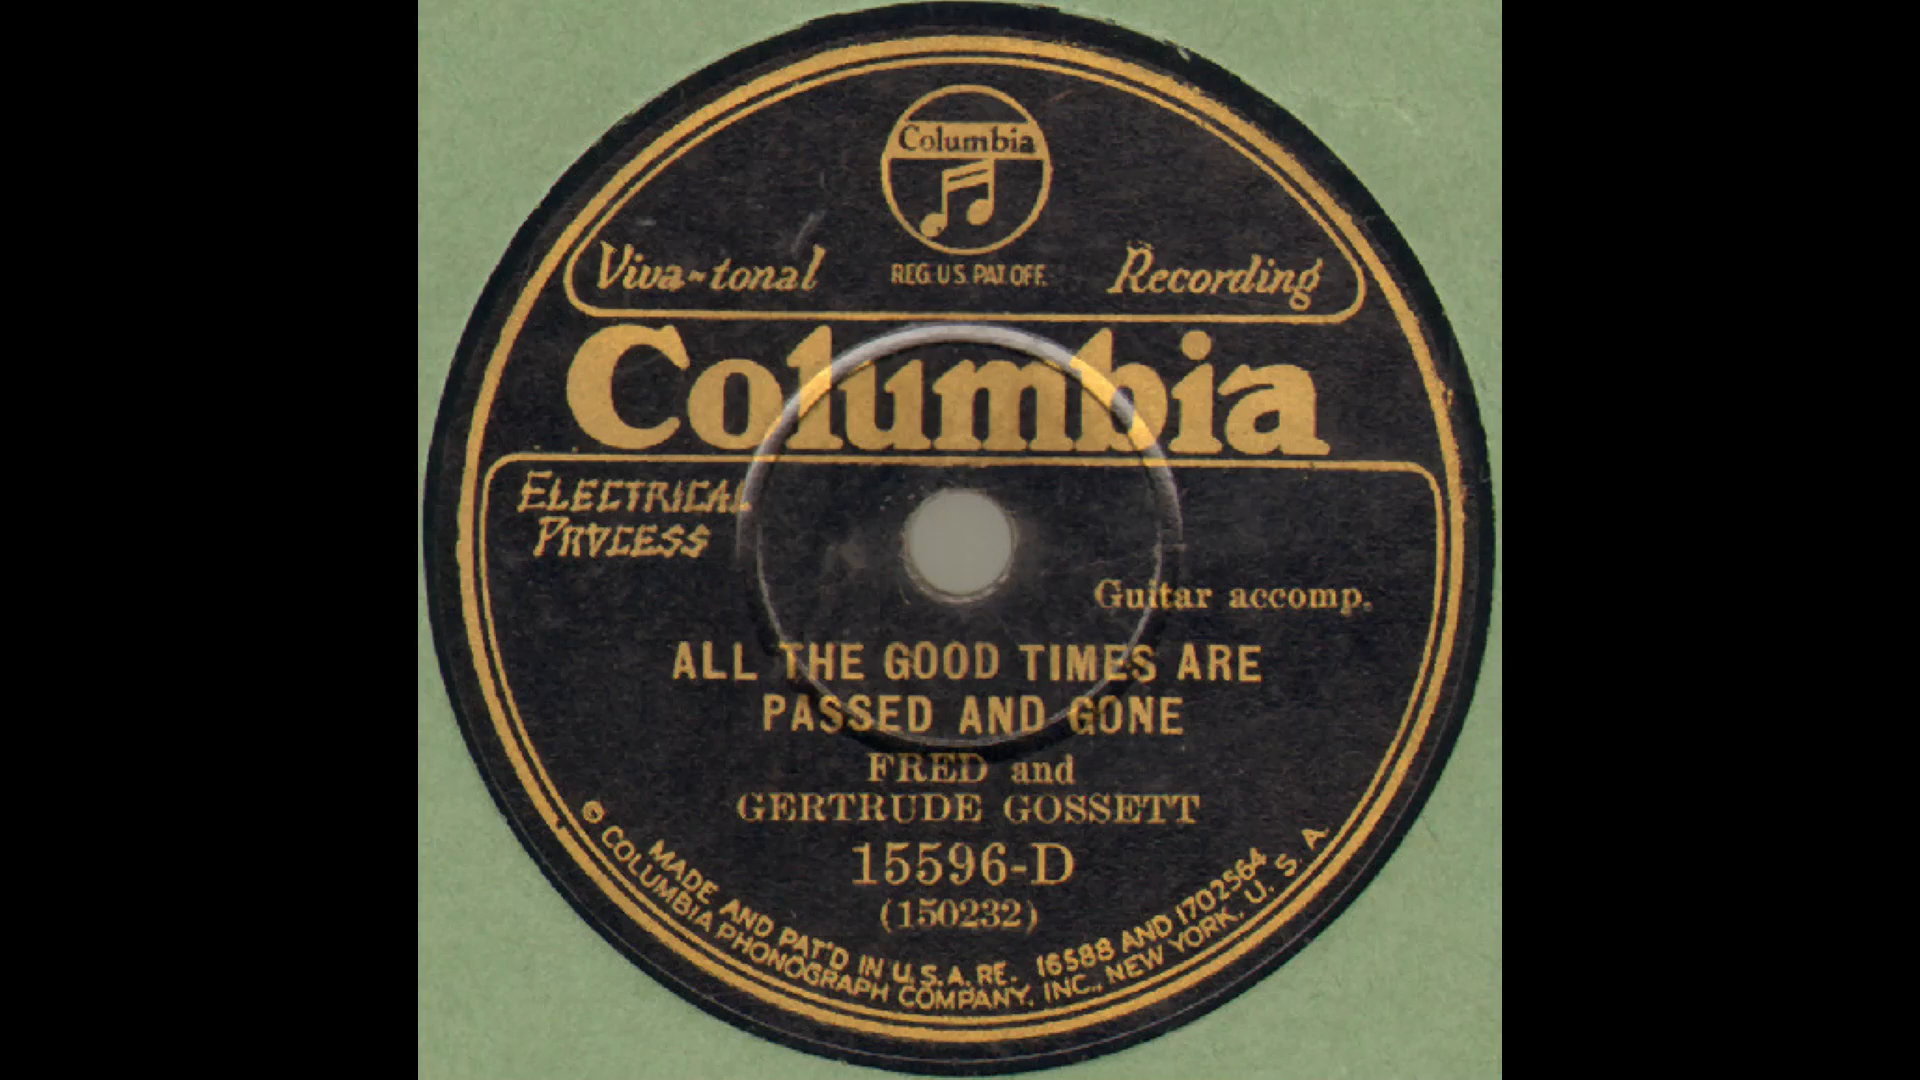 Columbia
Viva-tonal REG. U.S. PAT. OFF. Recording
Columbia
ELECTRICAL
PROCESS
Guitar accomp.
ALL THE GOOD TIMES ARE
PASSED AND GONE
FRED and
GERTRUDE GOSSETT
15596-D
(150232)
MADE AND PAT'D IN U.S.A. RE. 16588 AND 1702564
© COLUMBIA PHONOGRAPH COMPANY, INC., NEW YORK, U. S. A.